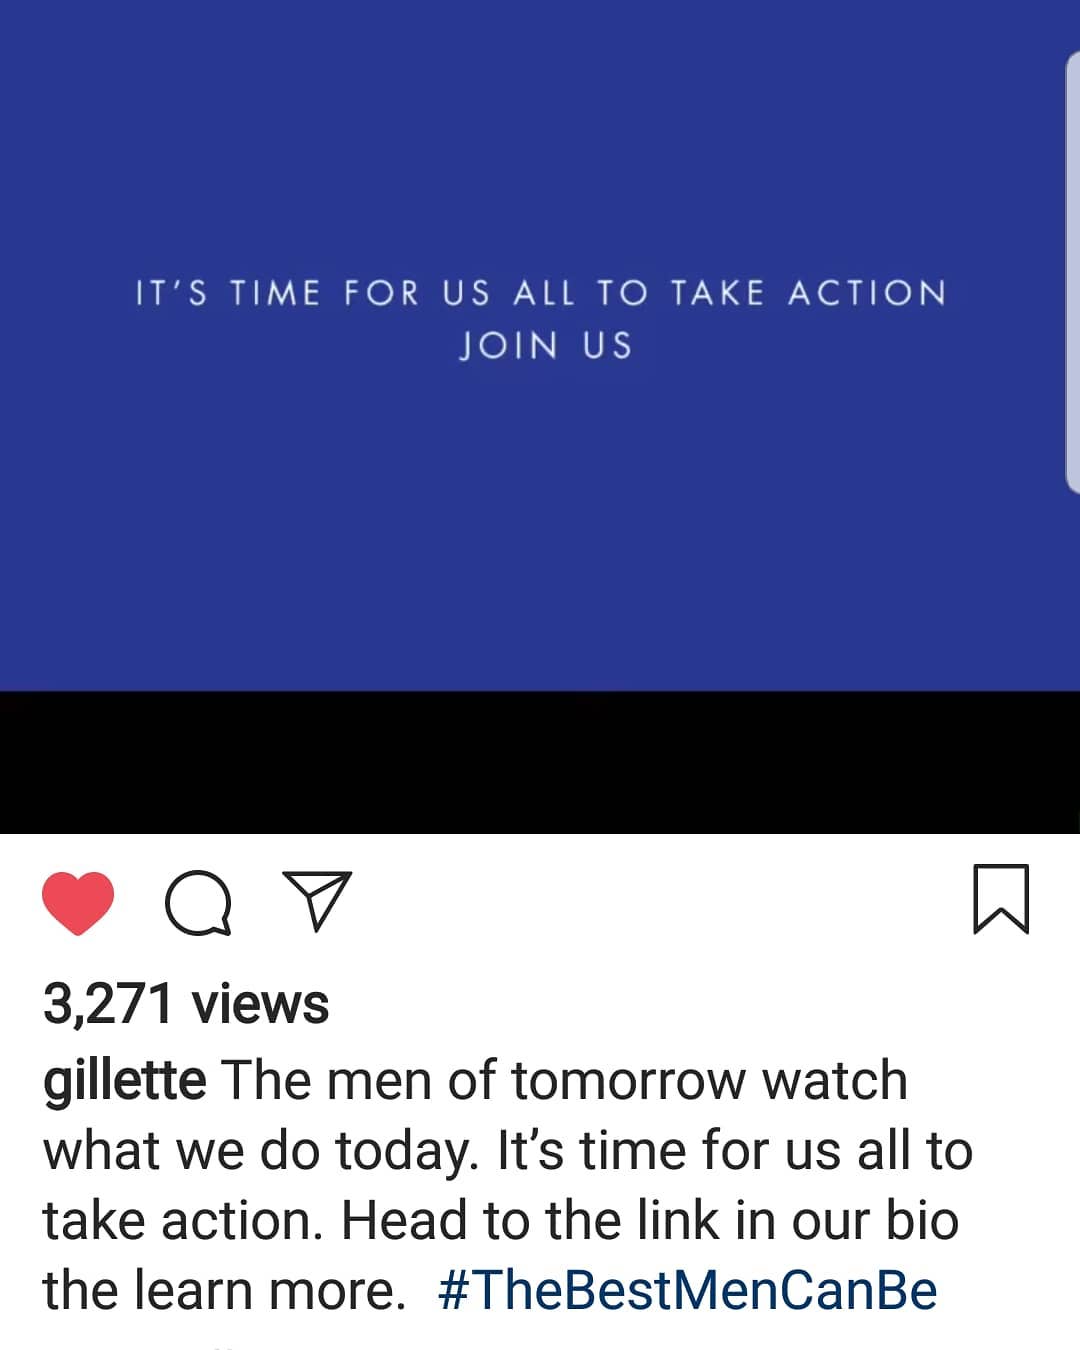 IT'S TIME FOR US ALL TO TAKE ACTION
JOIN US
3,271 views
gillette The men of tomorrow watch
what we do today. It’s time for us all to
take action. Head to the link in our bio
the learn more. #TheBestMenCanBe